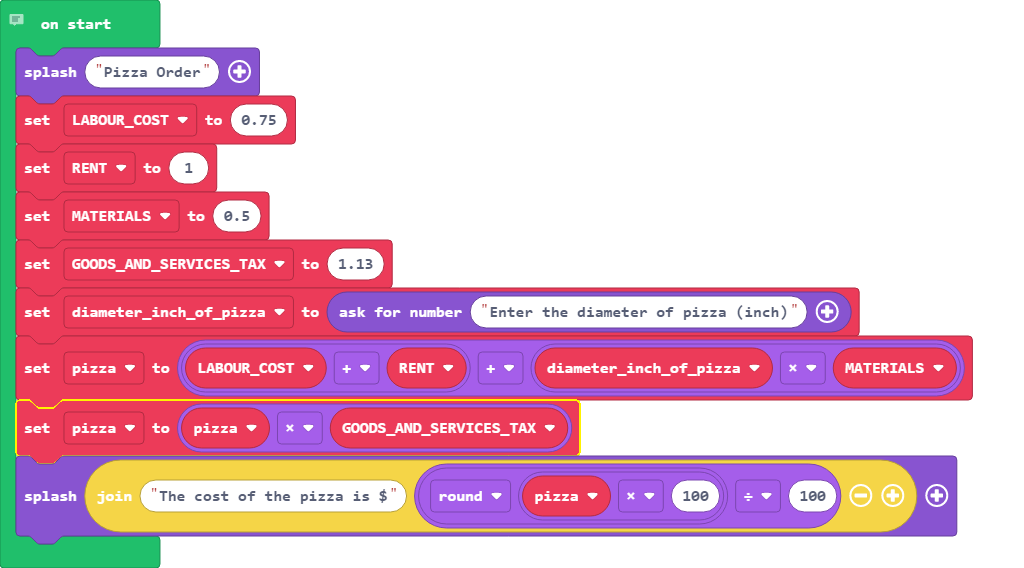 on start
splash "Pizza Order"
set LABOUR_COST to 0.75
set RENT to 1
set MATERIALS to 0.5
set GOODS_AND_SERVICES_TAX to 1.13
set diameter_inch_of_pizza to ask for number "Enter the diameter of pizza (inch)"
set pizza to LABOUR_COST + RENT + diameter_inch_of_pizza × MATERIALS
set pizza to pizza × GOODS_AND_SERVICES_TAX
splash join "The cost of the pizza is $" round pizza × 100 ÷ 100